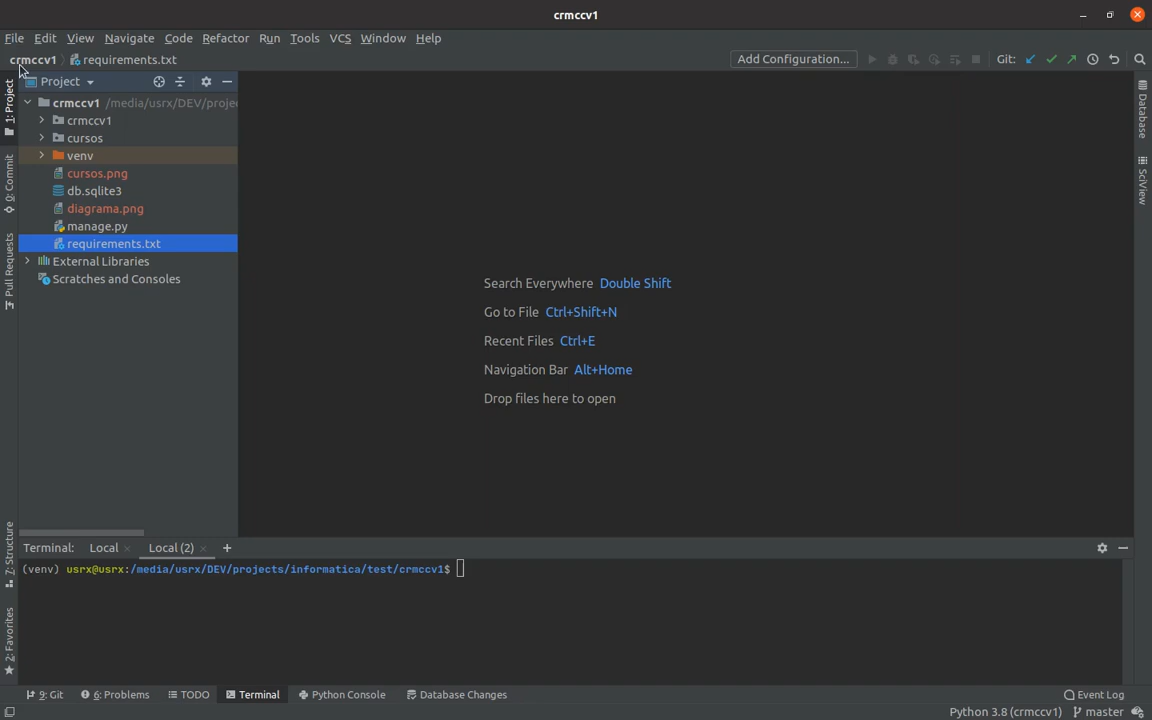 crmccv1
File Edit View Navigate Code Refactor Run Tools VCS Window Help
crmccv1 requirements.txt Add Configuration... Git:
Project
crmccv1 /media/usrx/DEV/proje
crmccv1
cursos
venv
cursos.png
db.sqlite3
diagrama.png
manage.py
requirements.txt
External Libraries
Scratches and Consoles
1: Project
0: Commit
Pull Requests
7: Structure
2: Favorites
Search Everywhere Double Shift
Go to File Ctrl+Shift+N
Recent Files Ctrl+E
Navigation Bar Alt+Home
Drop files here to open
Database
SciView
Terminal: Local × Local (2) × +
(venv) usrx@usrx:/media/usrx/DEV/projects/informatica/test/crmccv1$
9: Git 6: Problems TODO Terminal Python Console Database Changes Event Log
Python 3.8 (crmccv1) master